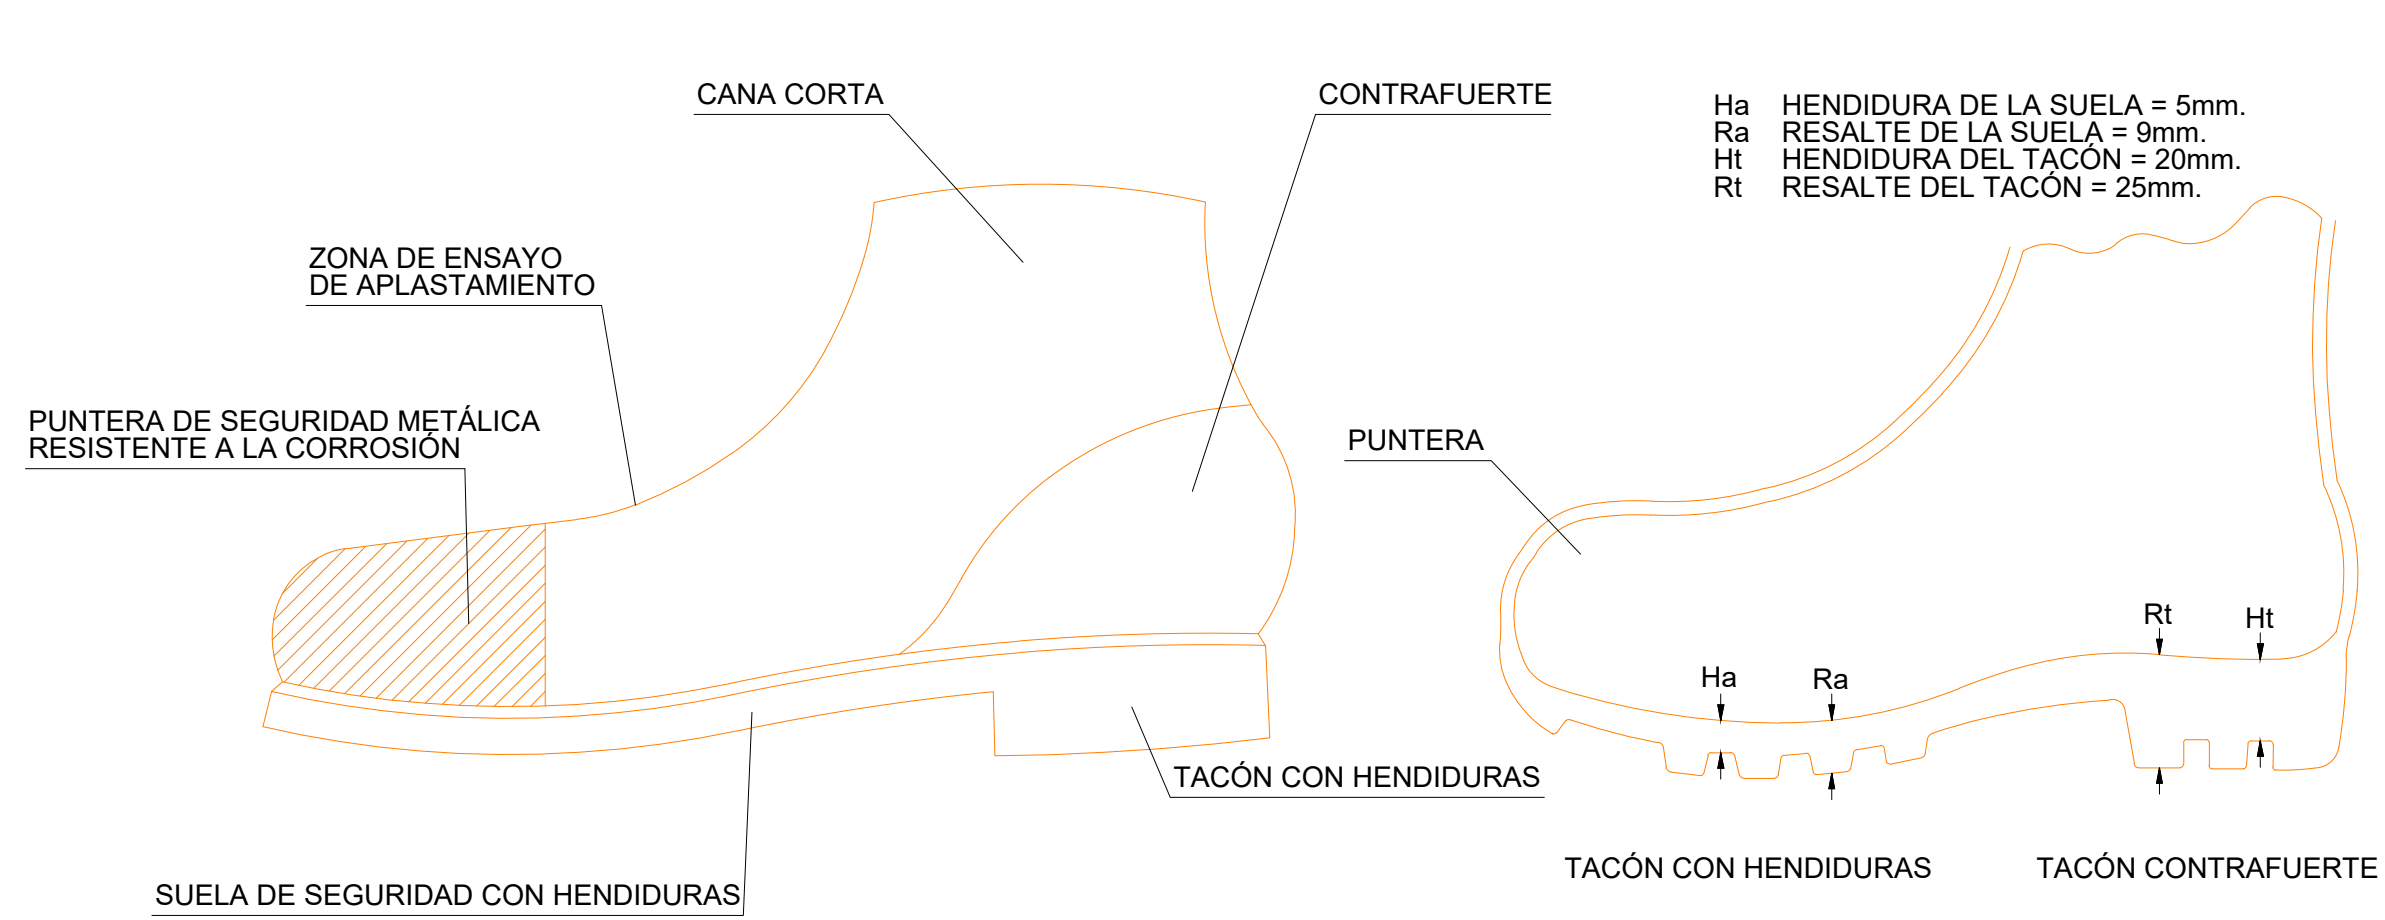 CANA CORTA
CONTRAFUERTE
Ha HENDIDURA DE LA SUELA = 5mm.
Ra RESALTE DE LA SUELA = 9mm.
Ht HENDIDURA DEL TACÓN = 20mm.
Rt RESALTE DEL TACÓN = 25mm.
ZONA DE ENSAYO
DE APLASTAMIENTO
PUNTERA DE SEGURIDAD METÁLICA
RESISTENTE A LA CORROSIÓN
PUNTERA
Rt
Ht
Ha
Ra
TACÓN CON HENDIDURAS
SUELA DE SEGURIDAD CON HENDIDURAS
TACÓN CON HENDIDURAS
TACÓN CONTRAFUERTE